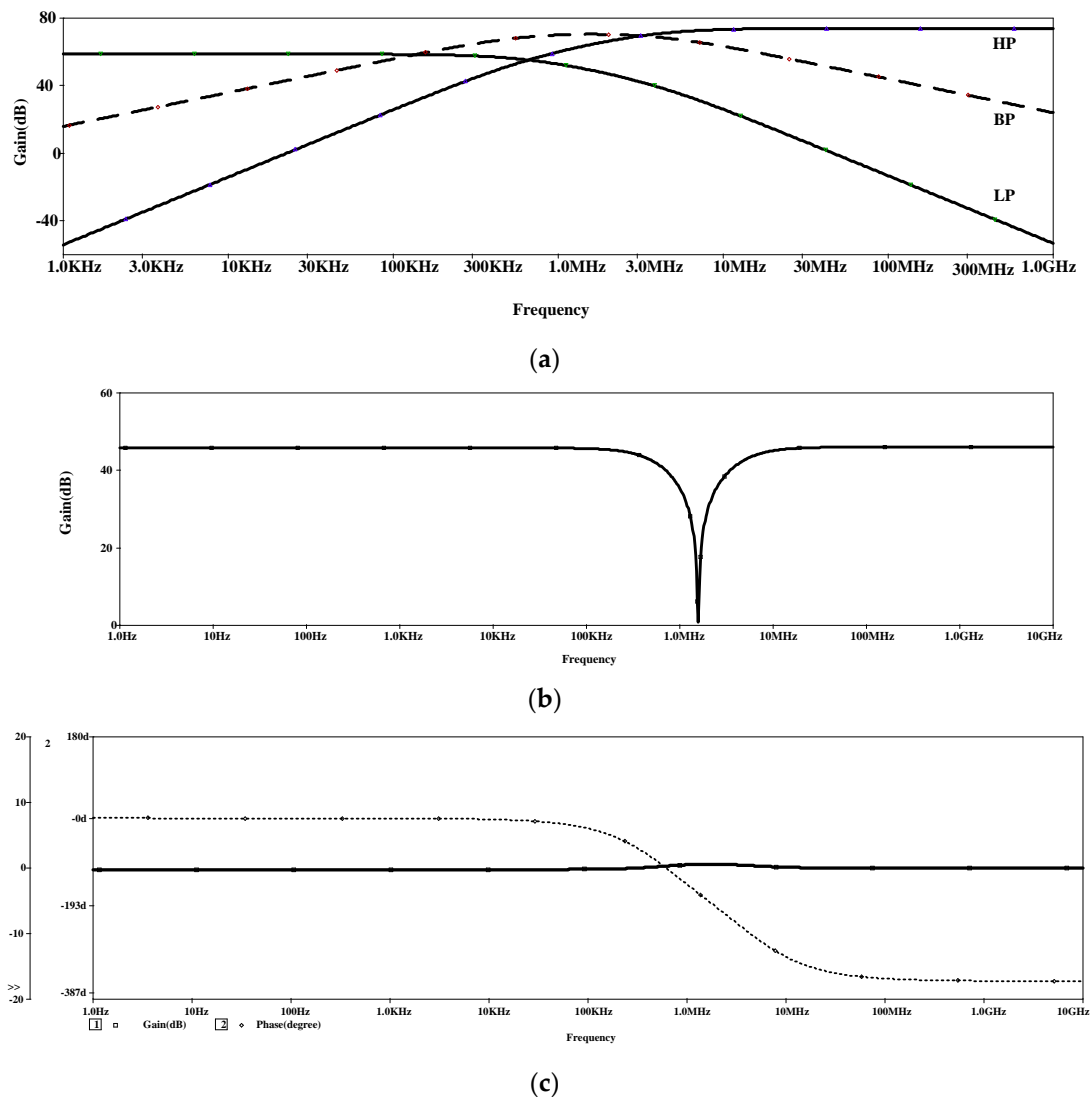 80
40
0
-40
Gain(dB)
HP
BP
LP
1.0KHz 3.0KHz 10KHz 30KHz 100KHz 300KHz 1.0MHz 3.0MHz 10MHz 30MHz 100MHz 300MHz 1.0GHz
Frequency
(a)
60
40
20
0
Gain(dB)
1.0Hz 10Hz 100Hz 1.0KHz 10KHz 100KHz 1.0MHz 10MHz 100MHz 1.0GHz 10GHz
Frequency
(b)
20
10
0
-10
-20
>>
2
180d
-0d
-193d
-387d
1.0Hz 10Hz 100Hz 1.0KHz 10KHz 100KHz 1.0MHz 10MHz 100MHz 1.0GHz 10GHz
1 Gain(dB) 2 Phase(degree)
Frequency
(c)